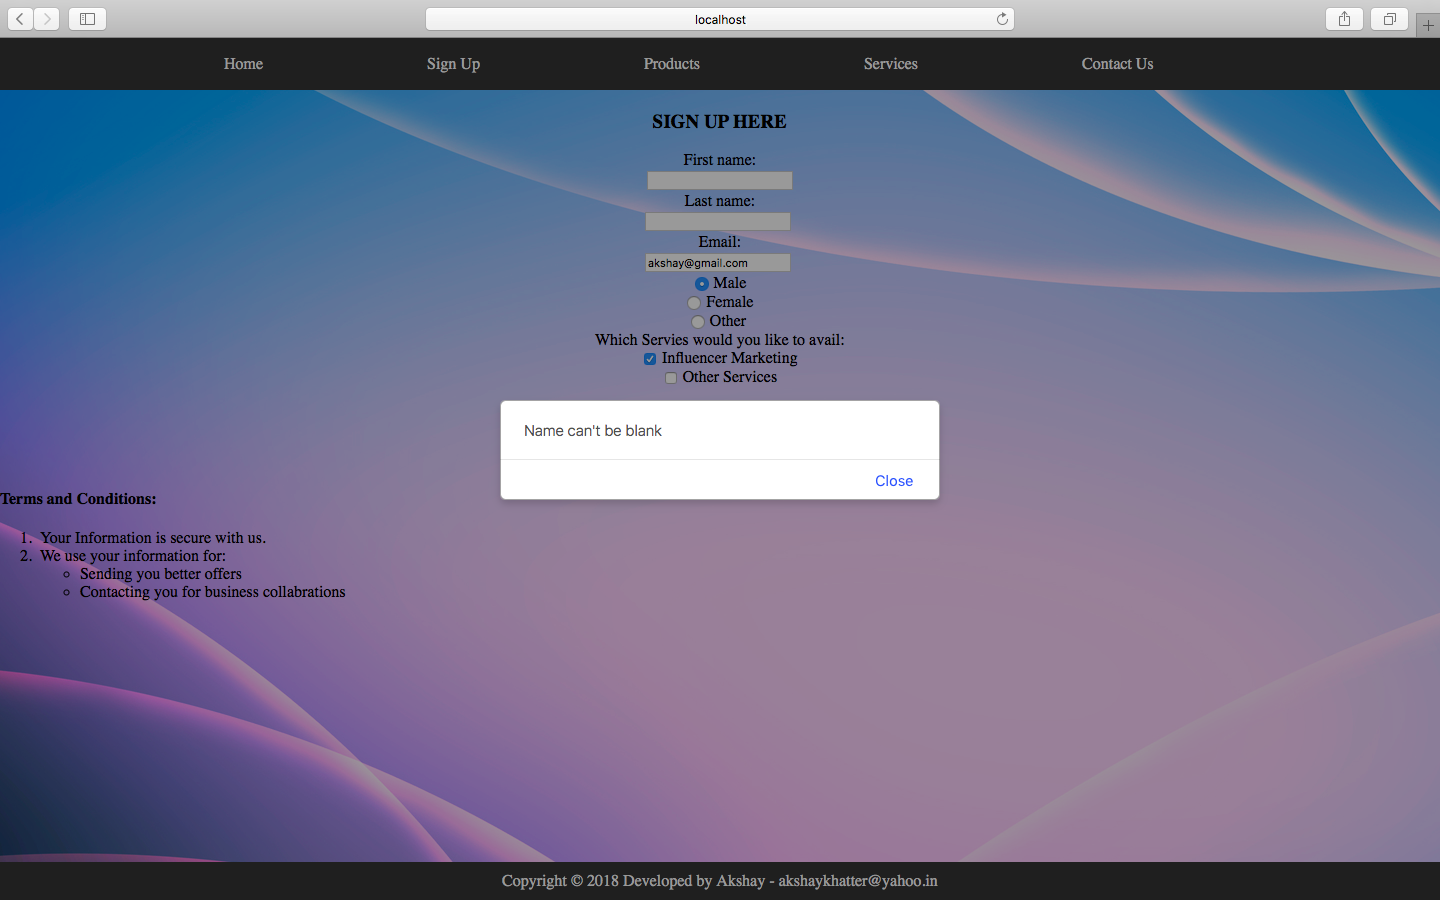 localhost
Home Sign Up Products Services Contact Us
SIGN UP HERE
First name:
Last name:
Email:
akshay@gmail.com
Male
Female
Other
Which Servies would you like to avail:
Influencer Marketing
Other Services
Name can't be blank
Close
Terms and Conditions:
1. Your Information is secure with us.
2. We use your information for:
Sending you better offers
Contacting you for business collabrations
Copyright © 2018 Developed by Akshay - akshaykhatter@yahoo.in